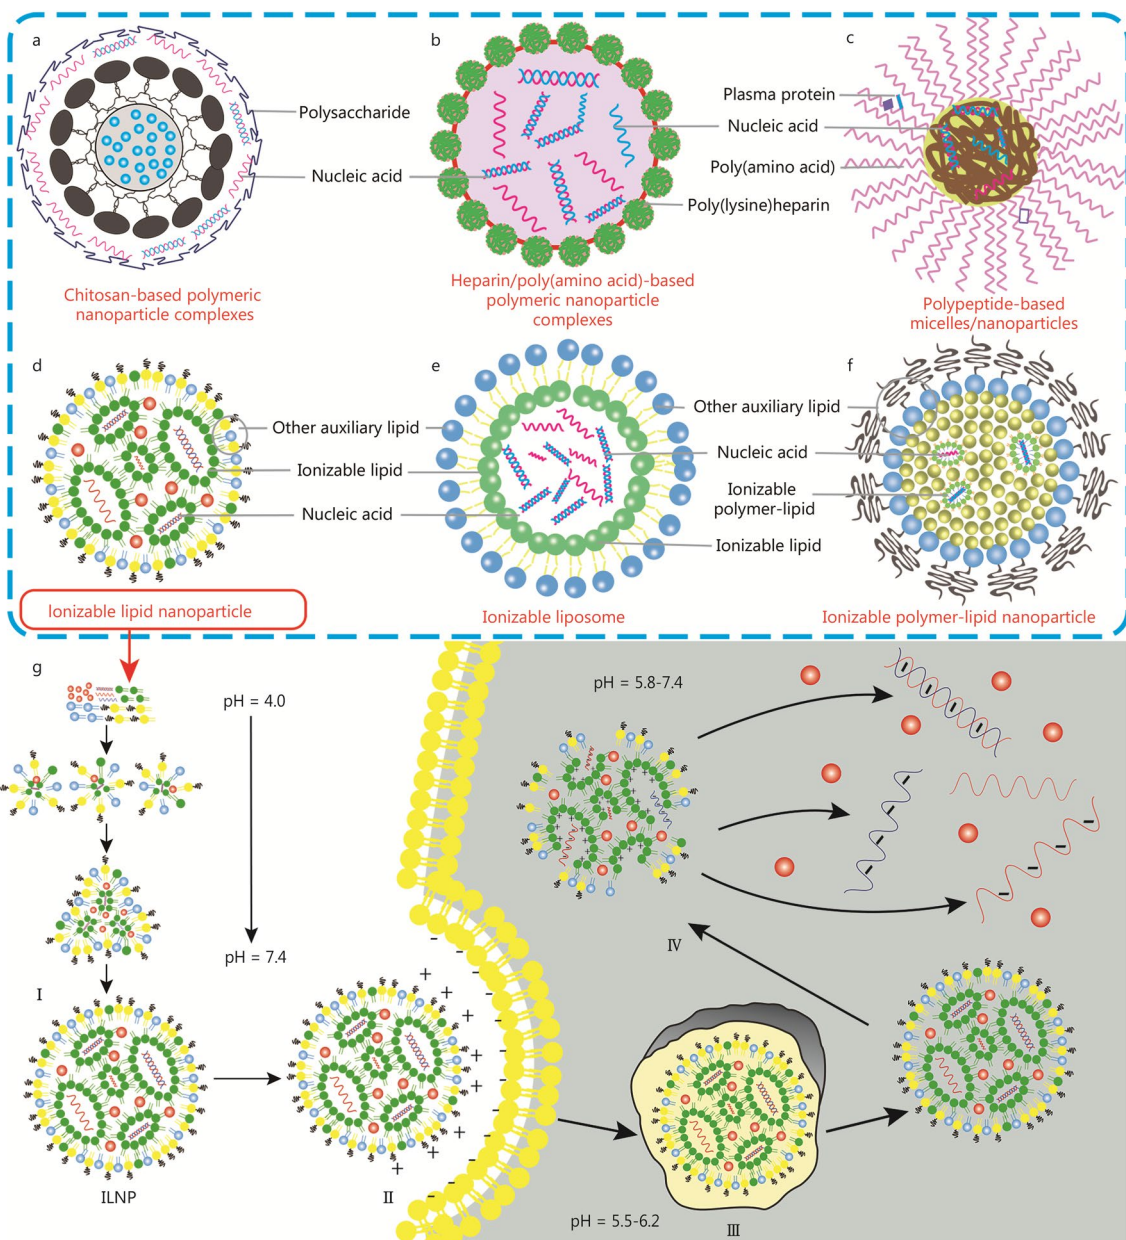 a
b
c
Polysaccharide
Nucleic acid
Plasma protein
Nucleic acid
Poly(amino acid)
Poly(lysine)heparin
Chitosan-based polymeric
nanoparticle complexes
Heparin/poly(amino acid)-based
polymeric nanoparticle
complexes
Polypeptide-based
micelles/nanoparticles
d
e
f
Other auxiliary lipid
Ionizable lipid
Nucleic acid
Other auxiliary lipid
Nucleic acid
Ionizable
polymer-lipid
Ionizable lipid
Ionizable lipid nanoparticle
Ionizable liposome
Ionizable polymer-lipid nanoparticle
g
pH = 4.0
pH = 7.4
I
ILNP
II
pH = 5.8-7.4
IV
pH = 5.5-6.2
III